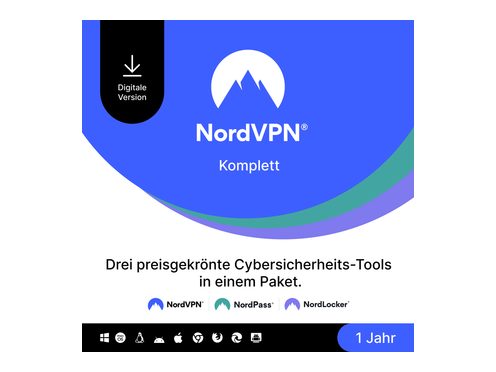 Digitale
Version
NordVPN®
Komplett
Drei preisgekrönte Cybersicherheits-Tools
in einem Paket.
NordVPN® NordPass® NordLocker®
1 Jahr